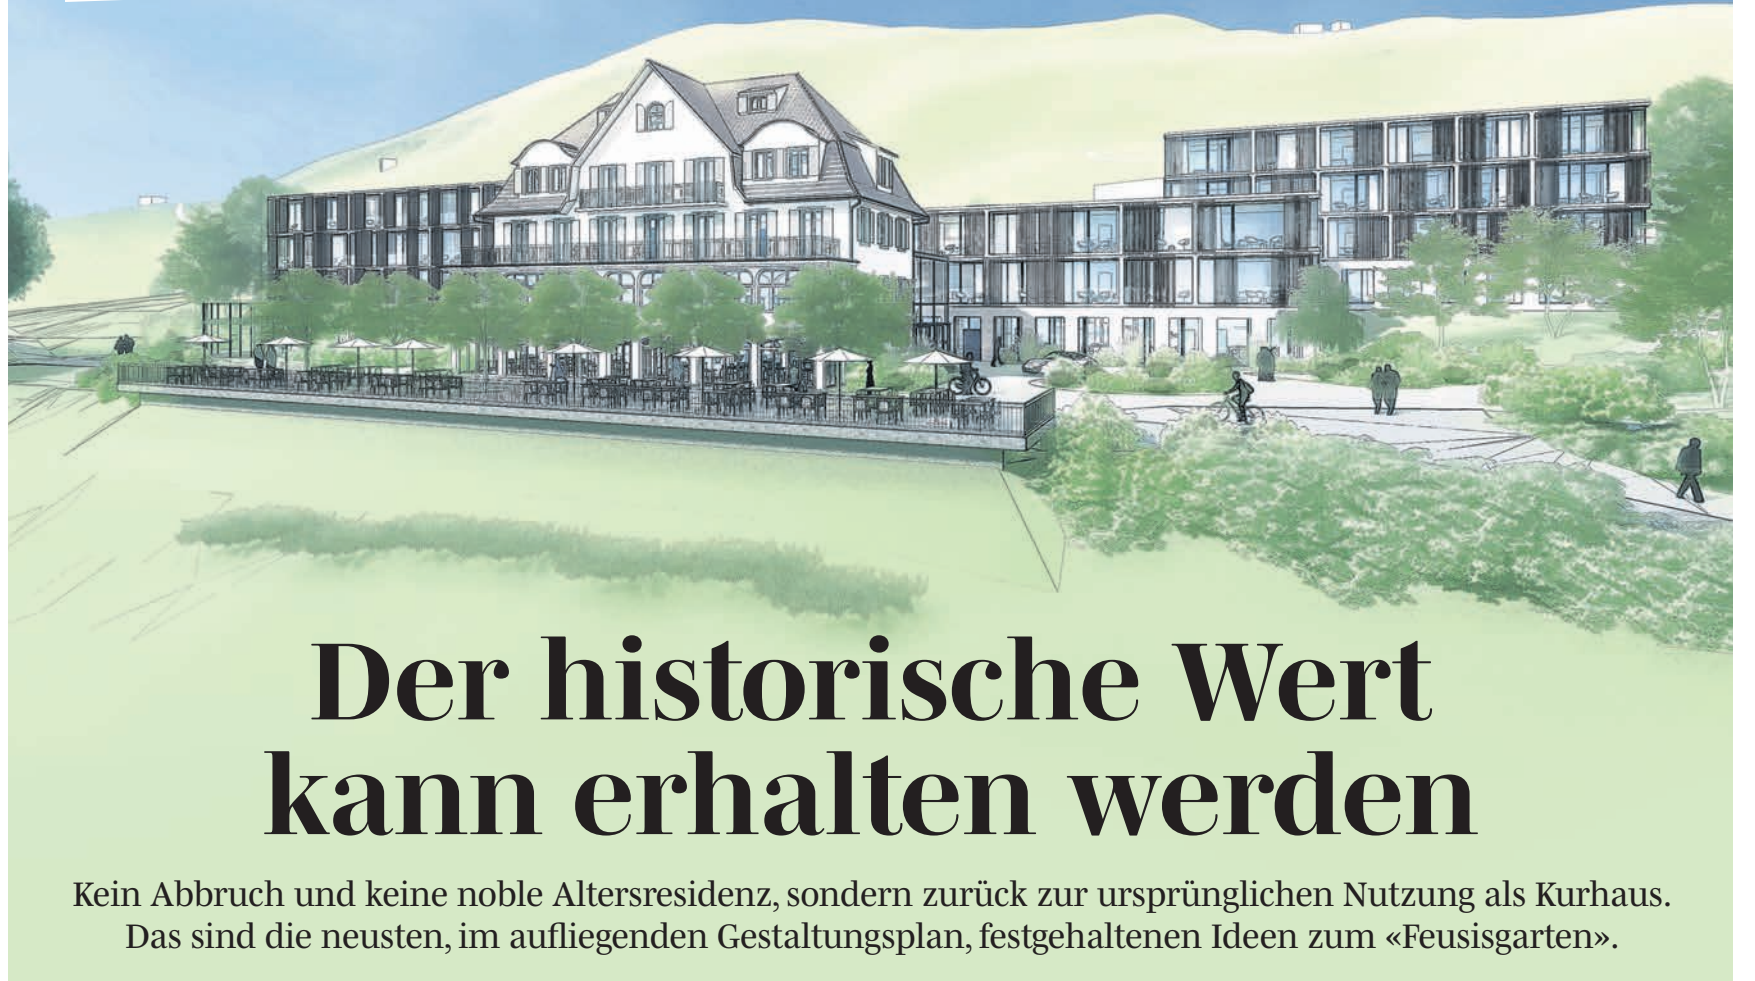 Der historische Wert
kann erhalten werden
Kein Abbruch und keine noble Altersresidenz, sondern zurück zur ursprünglichen Nutzung als Kurhaus.
Das sind die neusten, im aufliegenden Gestaltungsplan, festgehaltenen Ideen zum «Feusisgarten».